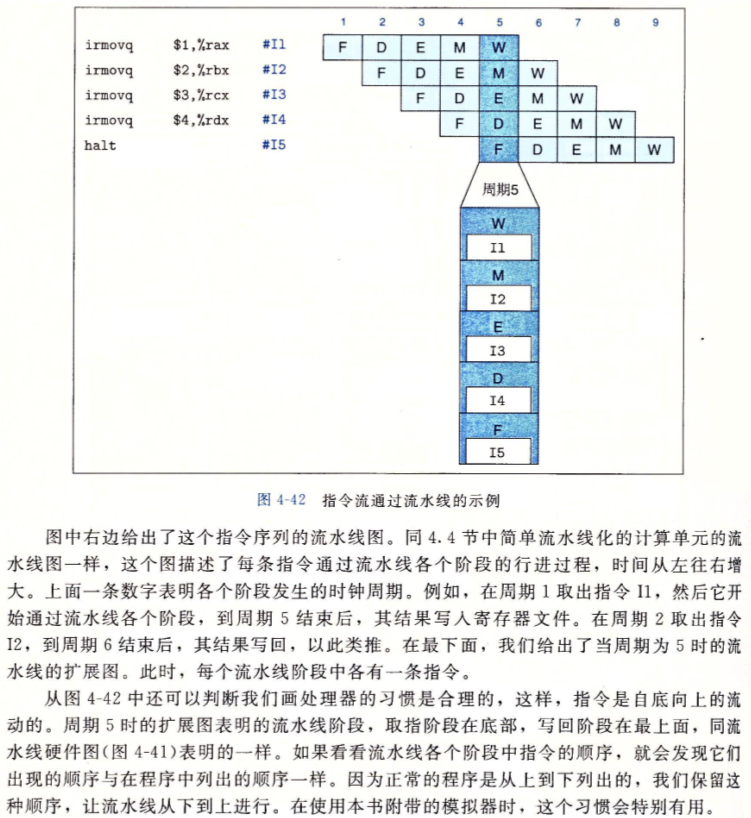 1 2 3 4 5 6 7 8 9
irmovq $1,%rax #I1 F D E M W
irmovq $2,%rbx #I2 F D E M W
irmovq $3,%rcx #I3 F D E M W
irmovq $4,%rdx #I4 F D E M W
halt #I5 F D E M W
周期5
W
I1
M
I2
E
I3
D
I4
F
I5
图 4-42 指令流通过流水线的示例
图中右边给出了这个指令序列的流水线图。同 4.4 节中简单流水线化的计算单元的流
水线图一样，这个图描述了每条指令通过流水线各个阶段的行进过程，时间从左往右增
大。上面一条数字表明各个阶段发生的时钟周期。例如，在周期 1 取出指令 I1，然后它开
始通过流水线各个阶段，到周期 5 结束后，其结果写入寄存器文件。在周期 2 取出指令
I2，到周期 6 结束后，其结果写回，以此类推。在最下面，我们给出了当周期为 5 时的流
水线的扩展图。此时，每个流水线阶段中各有一条指令。
从图 4-42 中还可以判断我们画处理器的习惯是合理的，这样，指令是自底向上的流
动的。周期 5 时的扩展图表明的流水线阶段，取指阶段在底部，写回阶段在最上面，同流
水线硬件图(图 4-41)表明的一样。如果看看流水线各个阶段中指令的顺序，就会发现它们
出现的顺序与在程序中列出的顺序一样。因为正常的程序是从上到下列出的，我们保留这
种顺序，让流水线从下到上进行。在使用本书附带的模拟器时，这个习惯会特别有用。